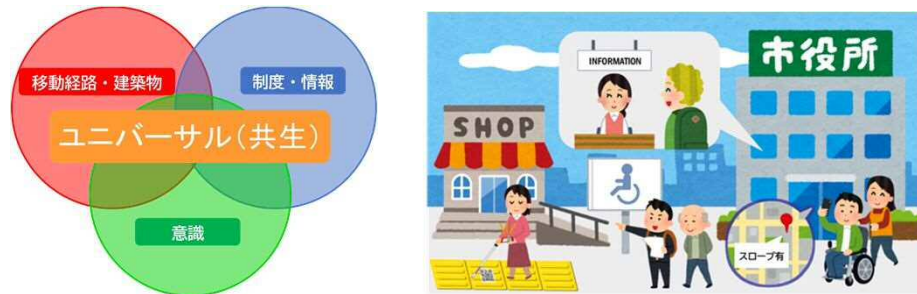 移動経路・建築物
制度・情報
ユニバーサル(共生)
意識
INFORMATION
市役所
SHOP
スロープ有